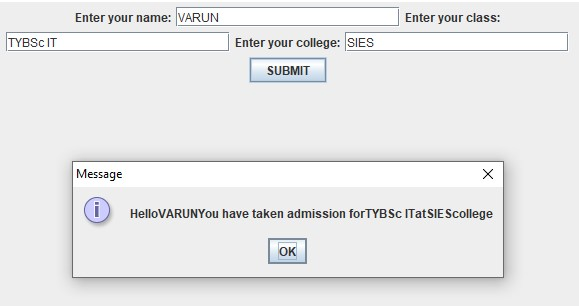 Enter your name: VARUN Enter your class:
TYBSc IT Enter your college: SIES
SUBMIT
Message
HelloVARUNYou have taken admission forTYBSc ITatSIEScollege
OK